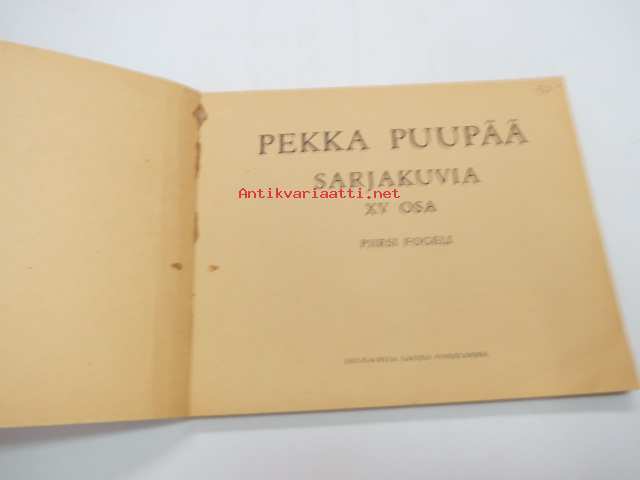 PEKKA PUUPÄÄ
SARJAKUVIA
Antikvariaatti.net
XV OSA
PIIRSI FOGELI